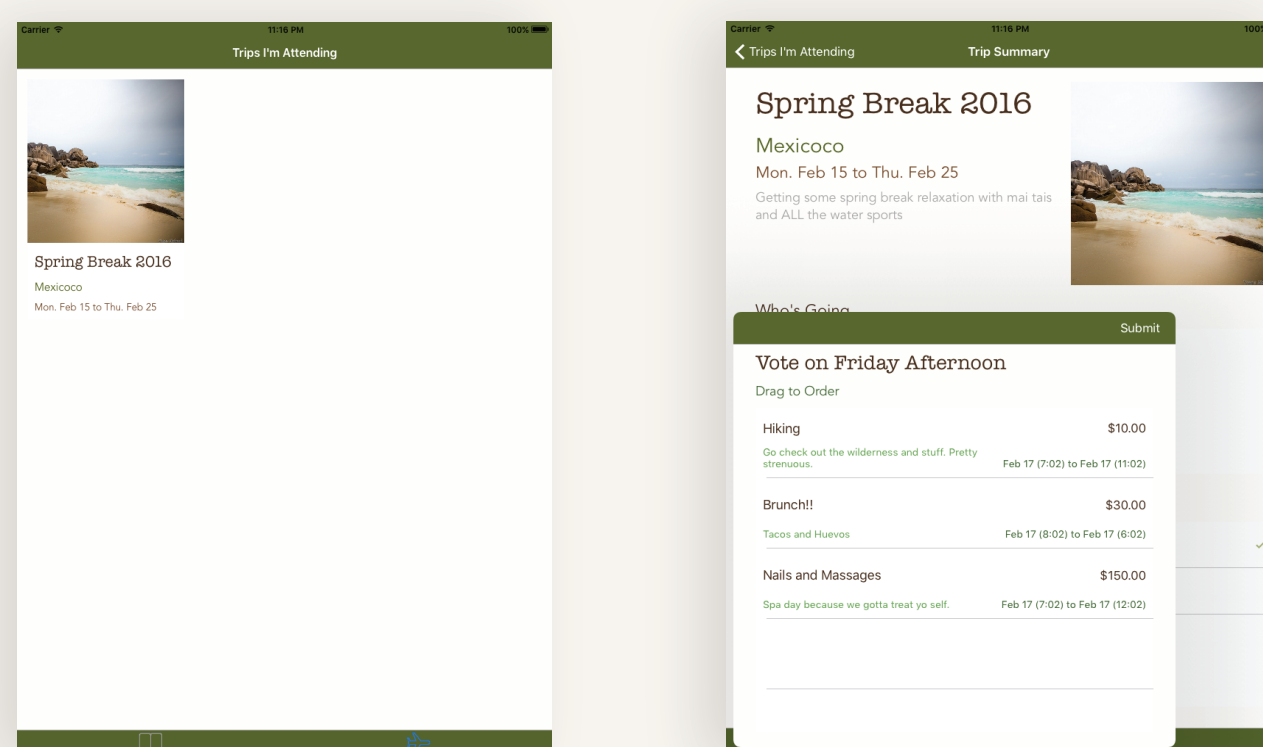 Carrier
11:16 PM
100%
Trips I'm Attending
Spring Break 2016
Mexicoco
Mon. Feb 15 to Thu. Feb 25
Carrier
11:16 PM
100%
Trips I'm Attending
Trip Summary
Spring Break 2016
Mexicoco
Mon. Feb 15 to Thu. Feb 25
Getting some spring break relaxation with mai tais
and ALL the water sports
Who's Going
Submit
Vote on Friday Afternoon
Drag to Order
Hiking
$10.00
Go check out the wilderness and stuff. Pretty
strenuous.
Feb 17 (7:02) to Feb 17 (11:02)
Brunch!!
$30.00
Tacos and Huevos
Feb 17 (8:02) to Feb 17 (6:02)
Nails and Massages
$150.00
Spa day because we gotta treat yo self.
Feb 17 (7:02) to Feb 17 (12:02)